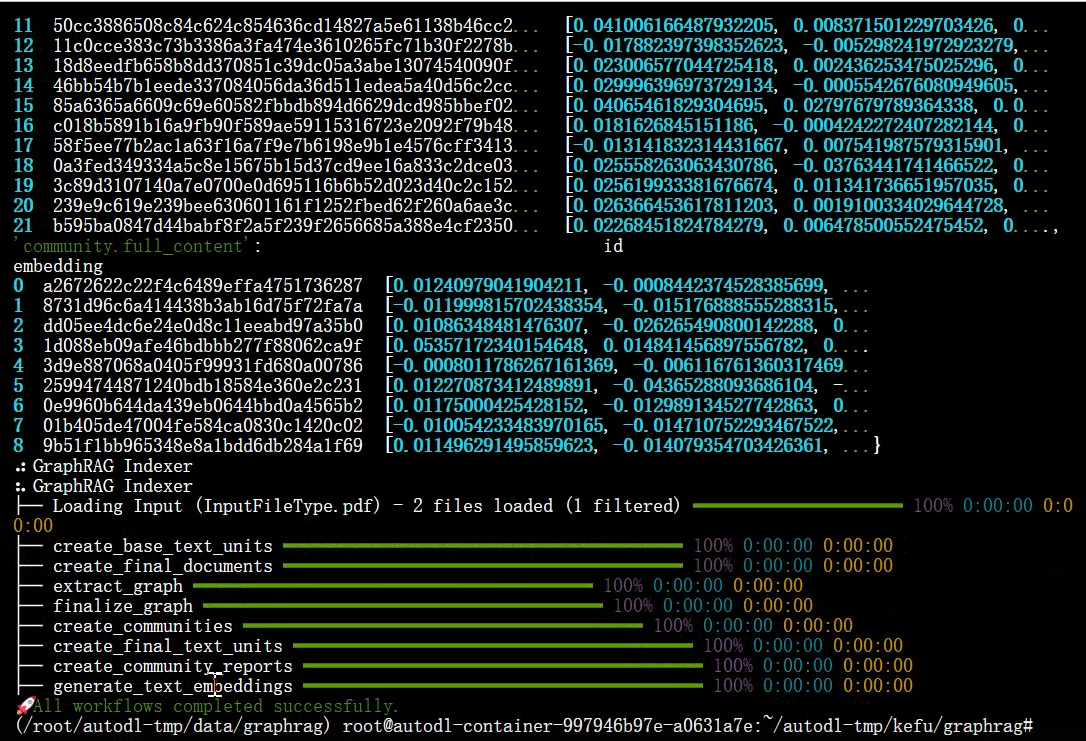 11 50cc3886508c84c624c854636cd14827a5e61138b46cc2... [0.041006166487932205, 0.008371501229703426, 0...
12 11c0cce383c73b3386a3fa474e3610265fc71b30f2278b... [-0.017882397398352623, -0.005298241972923279,...
13 18d8eedfb658b8dd370851c39dc05a3abe13074540090f... [0.023006577044725418, 0.002436253475025296, 0...
14 46bb54b7b1eede337084056da36d511edea5a40d56c2cc... [0.029996396973729134, -0.0005542676080949605,...
15 85a6365a6609c69e60582fbbdb894d6629dcd985bbef02... [0.04065461829304695, 0.02797679789364338, 0.0...
16 c018b5891b16a9fb90f589ae59115316723e2092f79b48... [0.0181626845151186, -0.0004242272407282144, 0...
17 58f5ee77b2ac1a63f16a7f9e7b6198e9b1e4576cff3413... [-0.013141832314431667, 0.007541987579315901, ...
18 0a3fed349334a5c8e15675b15d37cd9ee16a833c2dce03... [0.025558263063430786, -0.03763441741466522, 0...
19 3c89d3107140a7e0700e0d695116b6b52d023d40c2c152... [0.025619933381676674, 0.011341736651957035, 0...
20 239e9c619e239bee630601161f1252fbed62f260a6ae3c... [0.026366453617811203, 0.0019100334029644728, ...
21 b595ba0847d44babf8f2a5f239f2656685a388e4cf2350... [0.02268451824784279, 0.006478500552475452, 0....,
'community.full_content': id
embedding
0 a2672622c22f4c6489effa4751736287 [0.01240979041904211, -0.0008442374528385699, ...
1 8731d96c6a414438b3ab16d75f72fa7a [-0.011999815702438354, -0.0151768885552883​15,...
2 dd05ee4dc6e24e0d8c11eeabd97a35b0 [0.01086348481476307, -0.026265490800142288, 0...
3 1d088eb09afe46bdbbb277f88062ca9f [0.05357172340154648, 0.014841456897556782, 0....
4 3d9e887068a0405f99931fd680a00786 [-0.0008011786267161369, -0.006116761360317469...
5 25994744871240bdb18584e360e2c231 [0.012270873412489891, -0.04365288093686104, -...
6 0e9960b644da439eb0644bbd0a4565b2 [0.01175000425428152, -0.012989134527742863, 0...
7 01b405de47004fe584ca0830c1420c02 [-0.010054233483970165, -0.014710752293467522,...
8 9b51f1bb965348e8a1bdd6db284a1f69 [0.011496291495859623, -0.014079354703426361, ...}
⠴ GraphRAG Indexer
⠦ GraphRAG Indexer
├── Loading Input (InputFileType.pdf) - 2 files loaded (1 filtered) 100% 0:00:00 0:0
0:00
├── create_base_text_units 100% 0:00:00 0:00:00
├── create_final_documents 100% 0:00:00 0:00:00
├── extract_graph 100% 0:00:00 0:00:00
├── finalize_graph 100% 0:00:00 0:00:00
├── create_communities 100% 0:00:00 0:00:00
├── create_final_text_units 100% 0:00:00 0:00:00
├── create_community_reports 100% 0:00:00 0:00:00
├── generate_text_embeddings 100% 0:00:00 0:00:00
🚀All workflows completed successfully.
(/root/autodl-tmp/data/graphrag) root@autodl-container-997946b97e-a0631a7e:~/autodl-tmp/kefu/graphrag#